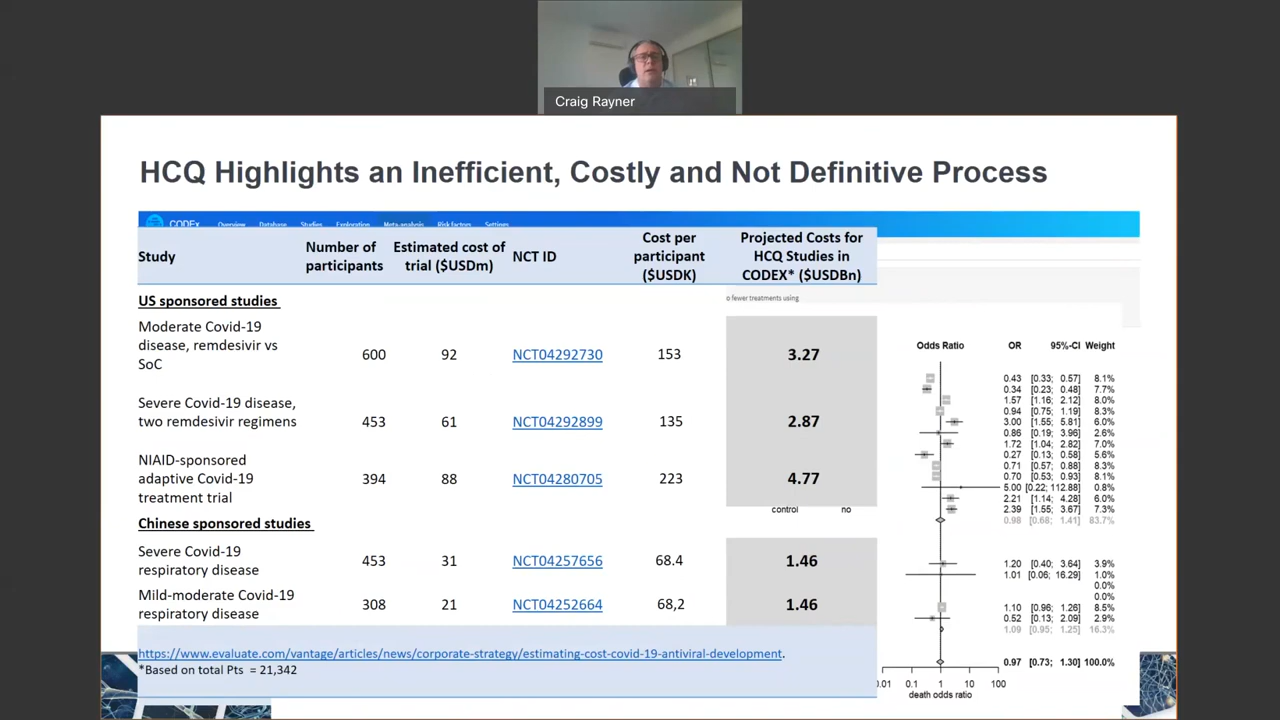 Craig Rayner
HCQ Highlights an Inefficient, Costly and Not Definitive Process
CODEx Overview Database Studies Exploration Meta-analysis Risk factors Settings
Study
Number of
participants
Estimated cost of
trial ($USDm)
NCT ID
Cost per
participant
($USDK)
Projected Costs for
HCQ Studies in
CODEX* ($USDBn)
US sponsored studies
o fewer treatments using
Moderate Covid-19
disease, remdesivir vs
SoC
600 92 NCT04292730 153 3.27
Severe Covid-19 disease,
two remdesivir regimens
453 61 NCT04292899 135 2.87
NIAID-sponsored
adaptive Covid-19
treatment trial
394 88 NCT04280705 223 4.77
control no
Chinese sponsored studies
Severe Covid-19
respiratory disease
453 31 NCT04257656 68.4 1.46
Mild-moderate Covid-19
respiratory disease
308 21 NCT04252664 68,2 1.46
https://www.evaluate.com/vantage/articles/news/corporate-strategy/estimating-cost-covid-19-antiviral-development.
*Based on total Pts = 21,342
Odds Ratio OR 95%-CI Weight
0.43 [0.33; 0.57] 8.1%
0.34 [0.23; 0.48] 7.7%
1.57 [1.16; 2.12] 8.0%
0.94 [0.75; 1.19] 8.3%
3.00 [1.55; 5.81] 6.0%
0.86 [0.19; 3.96] 2.6%
1.72 [1.04; 2.82] 7.0%
0.27 [0.13; 0.58] 5.6%
0.71 [0.57; 0.88] 8.3%
0.70 [0.53; 0.93] 8.1%
5.00 [0.22; 112.88] 0.8%
2.21 [1.14; 4.28] 6.0%
2.39 [1.55; 3.67] 7.3%
0.98 [0.68; 1.41] 83.7%
1.20 [0.40; 3.64] 3.9%
1.01 [0.06; 16.29] 1.0%
0.0%
0.0%
1.10 [0.96; 1.26] 8.5%
0.52 [0.13; 2.09] 2.9%
1.09 [0.95; 1.25] 16.3%
0.97 [0.73; 1.30] 100.0%
.01 0.1 1 10 100
death odds ratio